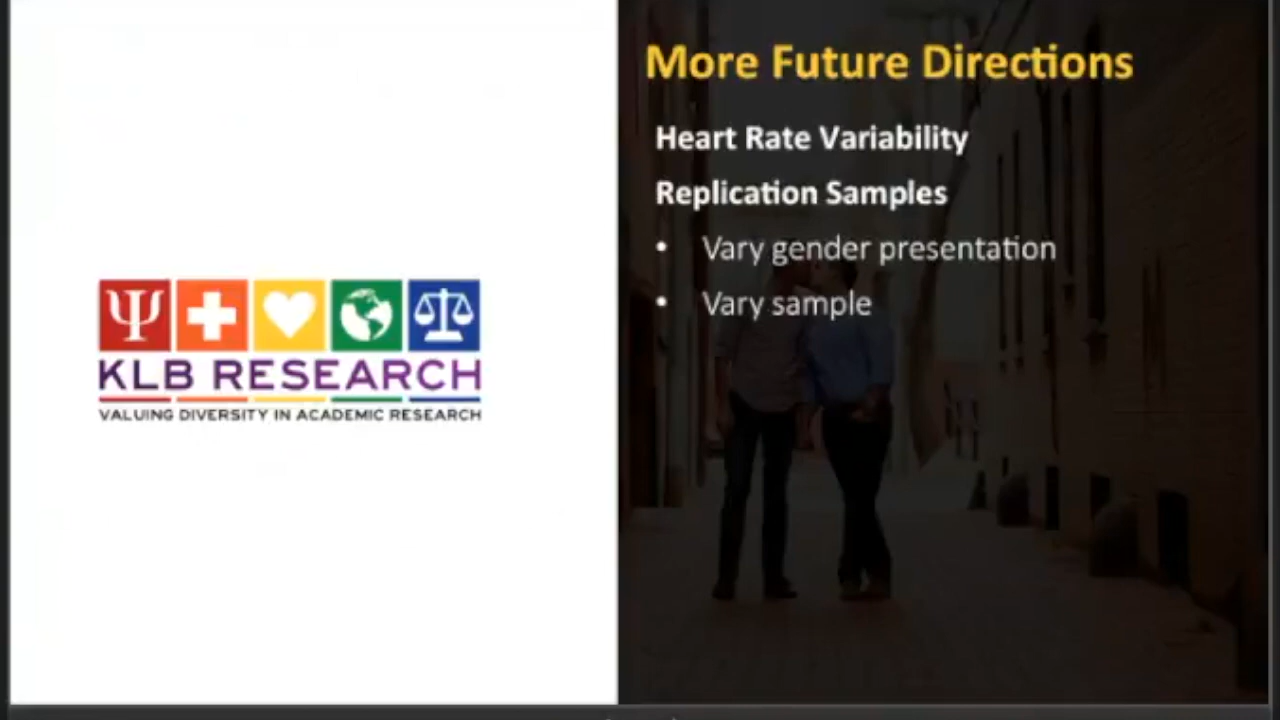 More Future Directions
Heart Rate Variability
Replication Samples
• Vary gender presentation
• Vary sample
Ψ
KLB RESEARCH
VALUING DIVERSITY IN ACADEMIC RESEARCH